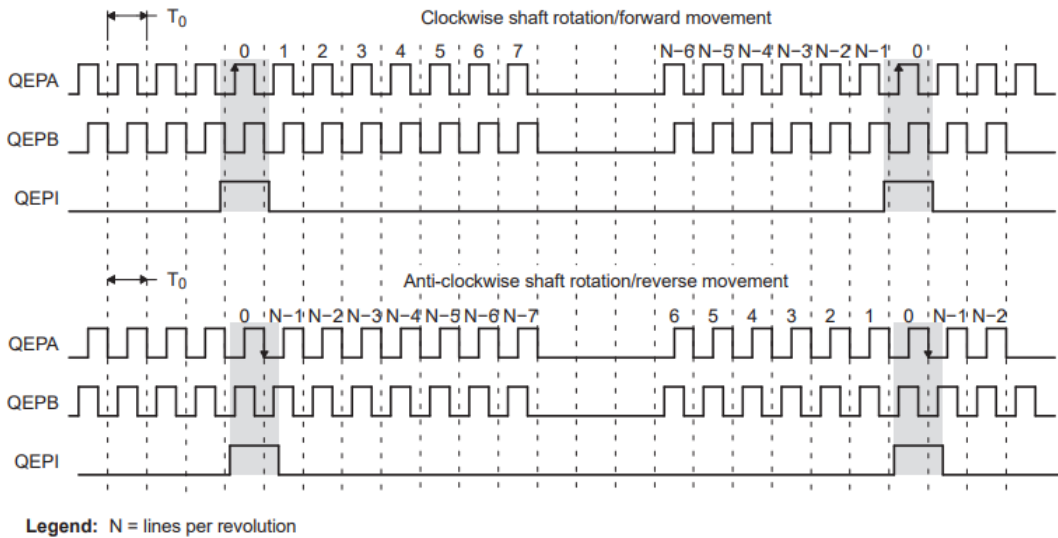 T0 Clockwise shaft rotation/forward movement
0 1 2 3 4 5 6 7 N−6 N−5 N−4 N−3 N−2 N−1 0
QEPA
QEPB
QEPI
T0 Anti-clockwise shaft rotation/reverse movement
0 N−1 N−2 N−3 N−4 N−5 N−6 N−7 6 5 4 3 2 1 0 N−1 N−2
QEPA
QEPB
QEPI
Legend: N = lines per revolution